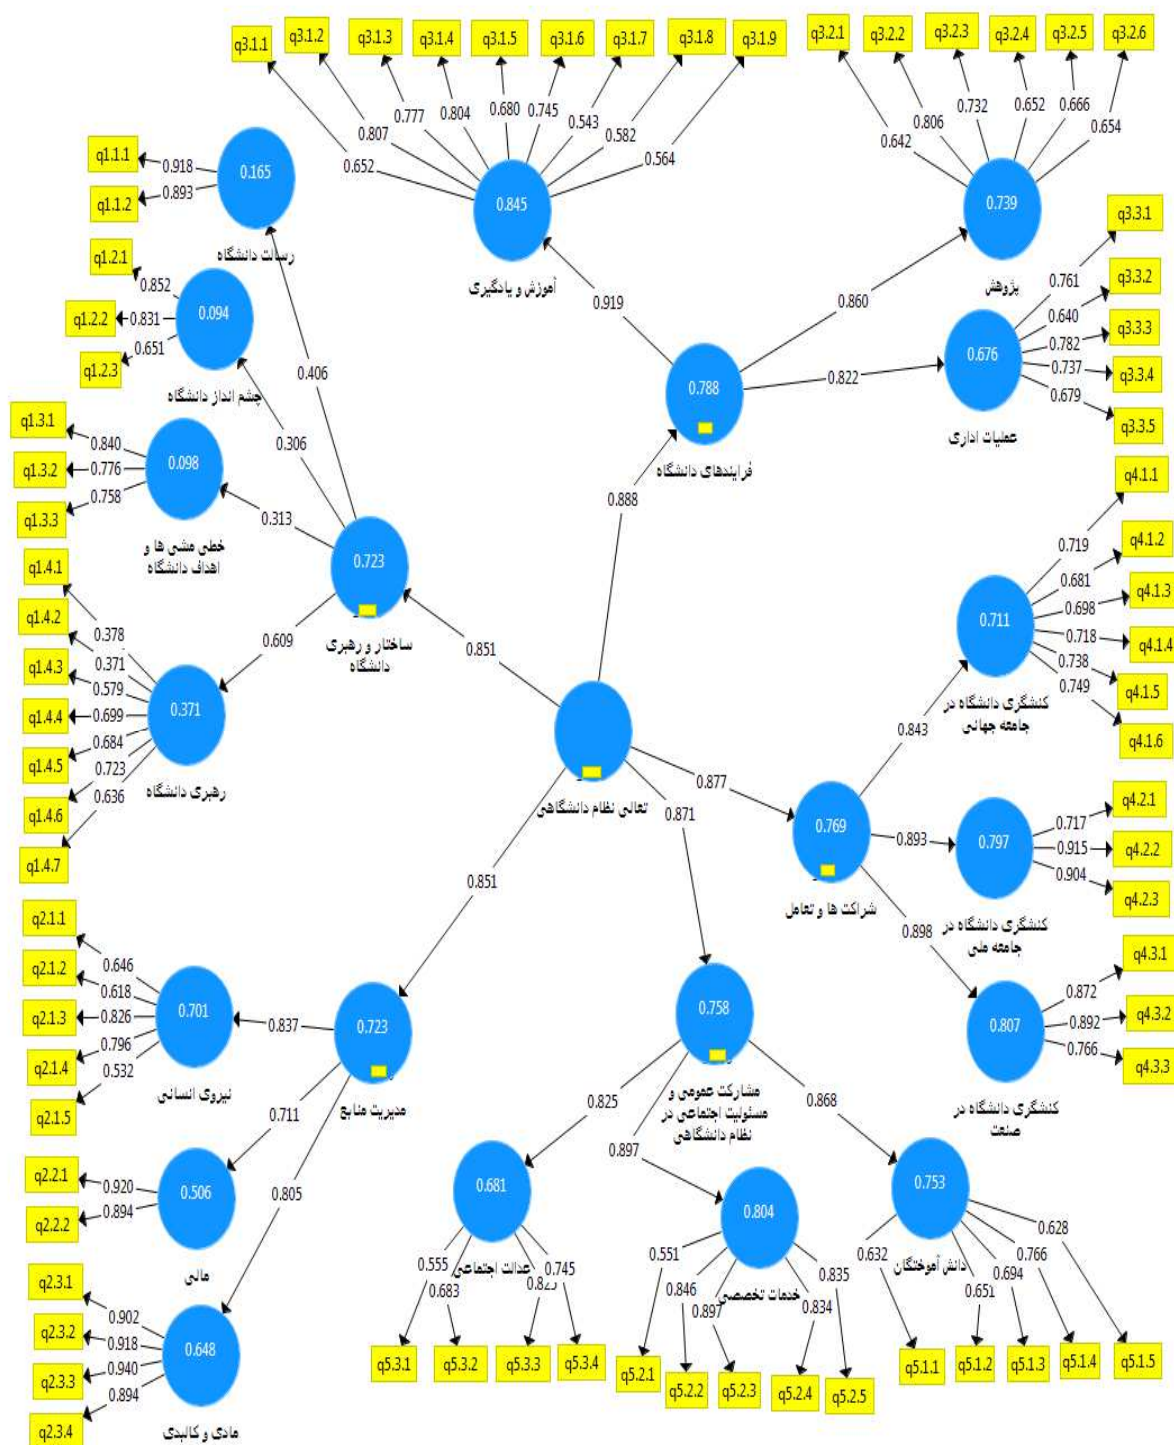 q3.1.1
q3.1.2
q3.1.3
q3.1.4
q3.1.5
q3.1.6
q3.1.7
q3.1.8
q3.1.9
0.652
0.807
0.777
0.804
0.680
0.745
0.543
0.582
0.564
0.845
آموزش و یادگیری
0.919
q3.2.1
q3.2.2
q3.2.3
q3.2.4
q3.2.5
q3.2.6
0.642
0.806
0.732
0.652
0.666
0.654
0.739
پژوهش
0.860
q3.3.1
q3.3.2
q3.3.3
q3.3.4
q3.3.5
0.761
0.640
0.782
0.737
0.679
0.676
عملیات اداری
0.822
0.788
فرایندهای دانشگاه
0.888
q1.1.1
q1.1.2
0.918
0.893
0.165
رسالت دانشگاه
0.406
q1.2.1
q1.2.2
q1.2.3
0.852
0.831
0.651
0.094
چشم انداز دانشگاه
0.306
q1.3.1
q1.3.2
q1.3.3
0.840
0.776
0.758
0.098
خطی مشی ها و
اهداف دانشگاه
0.313
q1.4.1
q1.4.2
q1.4.3
q1.4.4
q1.4.5
q1.4.6
q1.4.7
0.378
0.371
0.579
0.699
0.684
0.723
0.636
0.371
رهبری دانشگاه
0.609
0.723
ساختار و رهبری
دانشگاه
0.851
تعالی نظام دانشگاهی
q4.1.1
q4.1.2
q4.1.3
q4.1.4
q4.1.5
q4.1.6
0.719
0.681
0.698
0.718
0.738
0.749
0.711
کنشگری دانشگاه در
جامعه جهانی
0.843
q4.2.1
q4.2.2
q4.2.3
0.717
0.915
0.904
0.797
کنشگری دانشگاه در
جامعه ملی
0.893
q4.3.1
q4.3.2
q4.3.3
0.872
0.892
0.766
0.807
کنشگری دانشگاه در
صنعت
0.898
0.769
شراکت ها و تعامل
0.877
0.871
0.851
q2.1.1
q2.1.2
q2.1.3
q2.1.4
q2.1.5
0.646
0.618
0.826
0.796
0.532
0.701
نیروی انسانی
0.837
q2.2.1
q2.2.2
0.920
0.894
0.506
مالی
0.711
q2.3.1
q2.3.2
q2.3.3
q2.3.4
0.902
0.918
0.940
0.894
0.648
مادی و کالبدی
0.805
0.723
مدیریت منابع
0.758
مشارکت عمومی و
مسئولیت اجتماعی در
نظام دانشگاهی
0.825
0.897
0.868
0.681
عدالت اجتماعی
0.555
0.683
0.745
q5.3.1
q5.3.2
q5.3.3
q5.3.4
0.804
خدمات تخصصی
0.551
0.846
0.897
0.834
0.835
q5.2.1
q5.2.2
q5.2.3
q5.2.4
q5.2.5
0.753
دانش آموختگان
0.632
0.651
0.694
0.766
0.628
q5.1.1
q5.1.2
q5.1.3
q5.1.4
q5.1.5